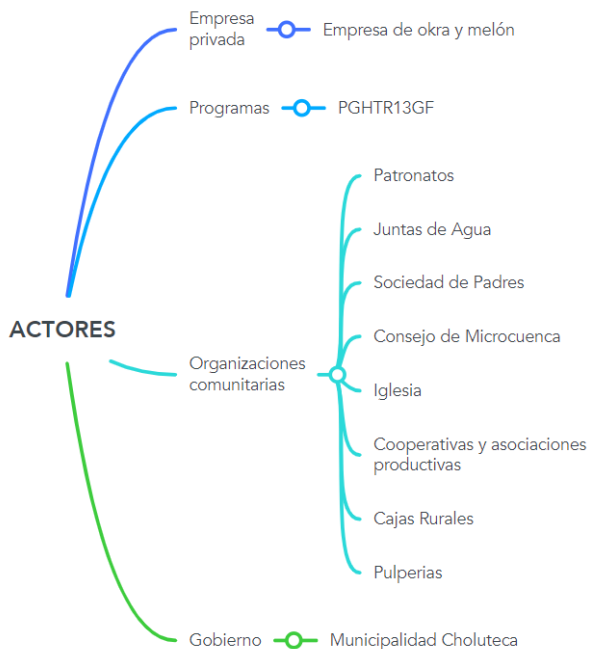 Empresa
privada
Empresa de okra y melón
Programas
PGHTR13GF
ACTORES
Organizaciones
comunitarias
Patronatos
Juntas de Agua
Sociedad de Padres
Consejo de Microcuenca
Iglesia
Cooperativas y asociaciones
productivas
Cajas Rurales
Pulperias
Gobierno
Municipalidad Choluteca